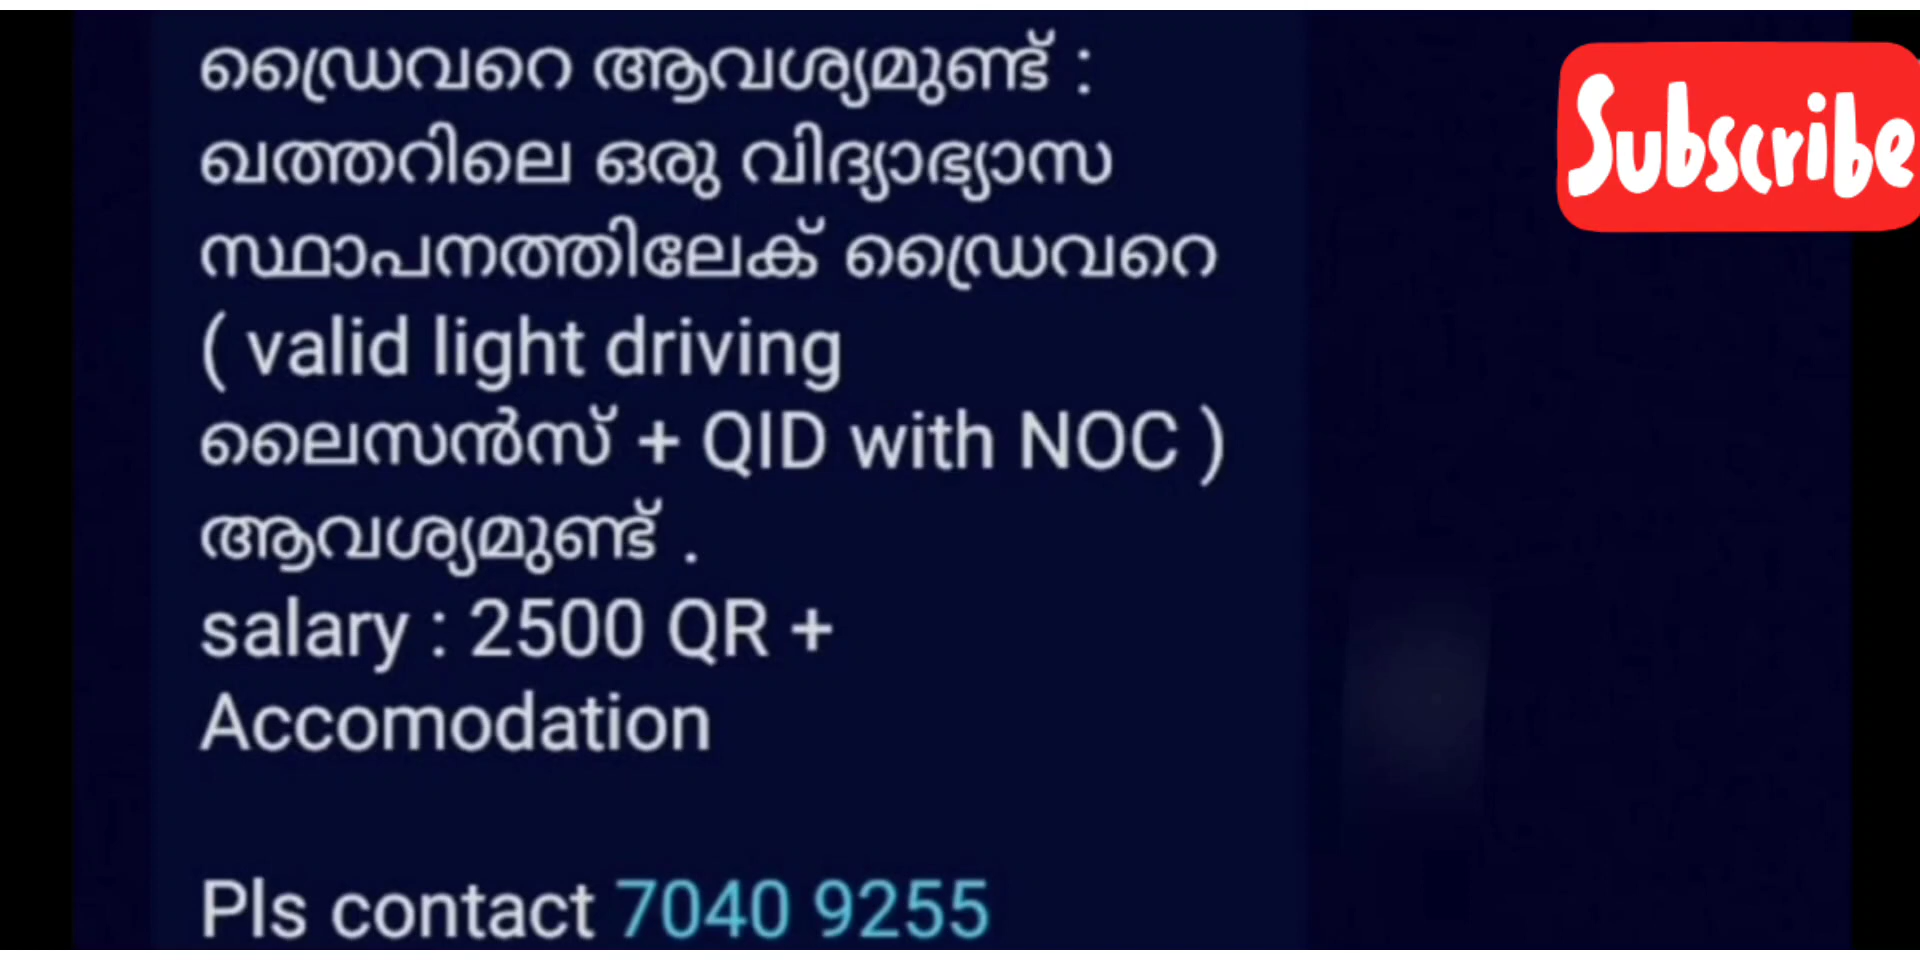 ഡ്രൈവറെ ആവശ്യമുണ്ട് :
ഖത്തറിലെ ഒരു വിദ്യാഭ്യാസ
സ്ഥാപനത്തിലേക് ഡ്രൈവറെ
( valid light driving
ലൈസൻസ് + QID with NOC )
ആവശ്യമുണ്ട് .
salary : 2500 QR +
Accomodation
Pls contact 7040 9255
Subscribe